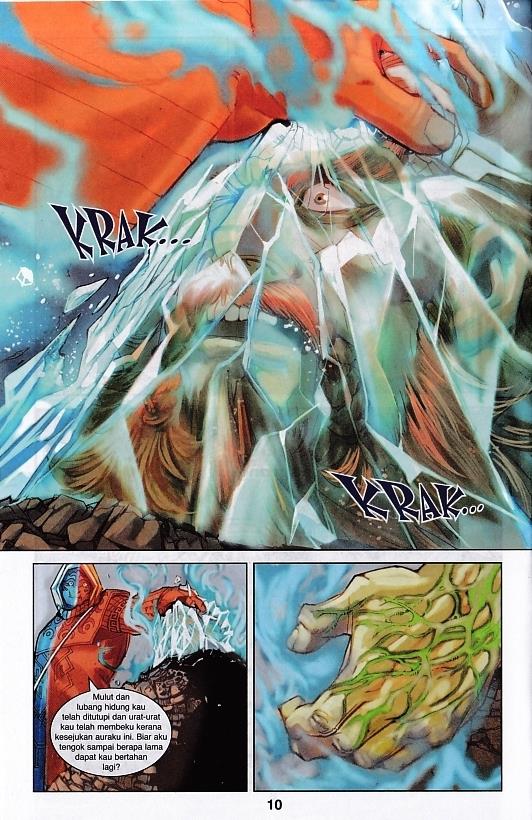 KRAK...
KRAK...
Mulut dan
lubang hidung kau
telah ditutupi dan urat-urat
kau telah membeku kerana
kesejukan auraku ini. Biar aku
tengok sampai berapa lama
dapat kau bertahan
lagi?
10